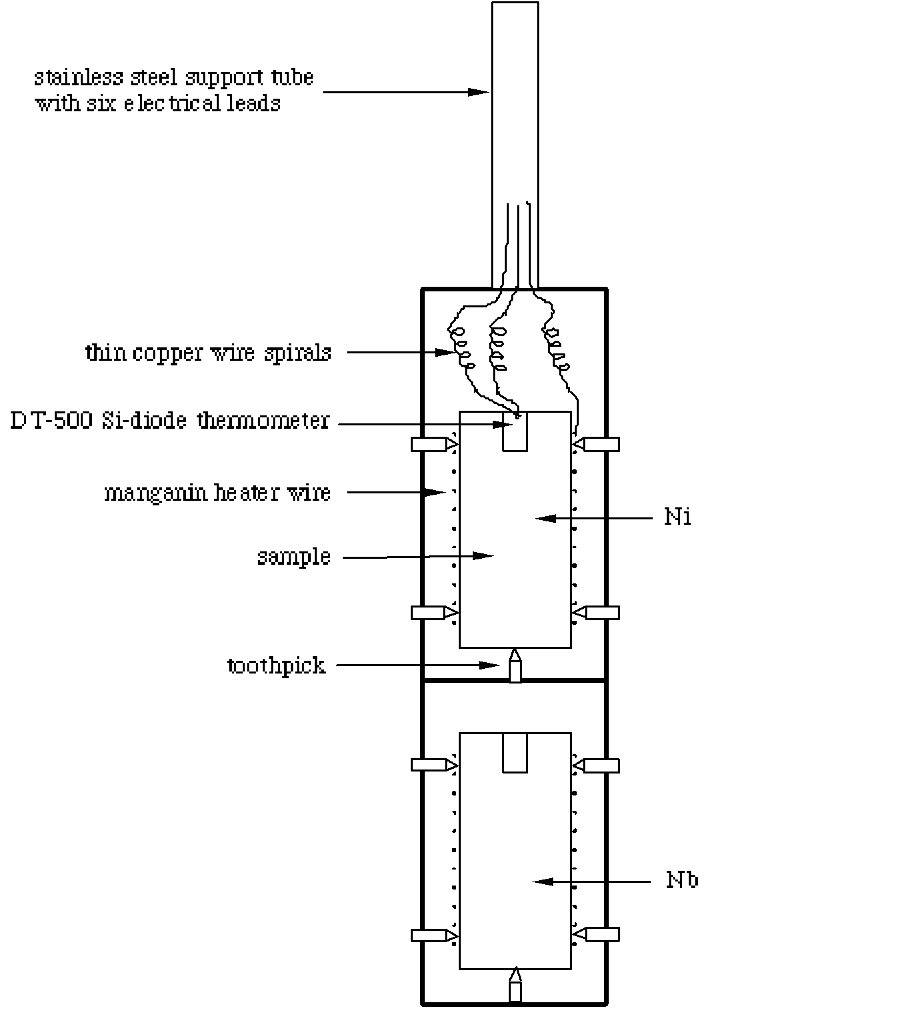 stainless steel support tube
with six electrical leads
thin copper wire spirals
DT-500 Si-diode thermometer
manganin heater wire
Ni
sample
toothpick
Nb